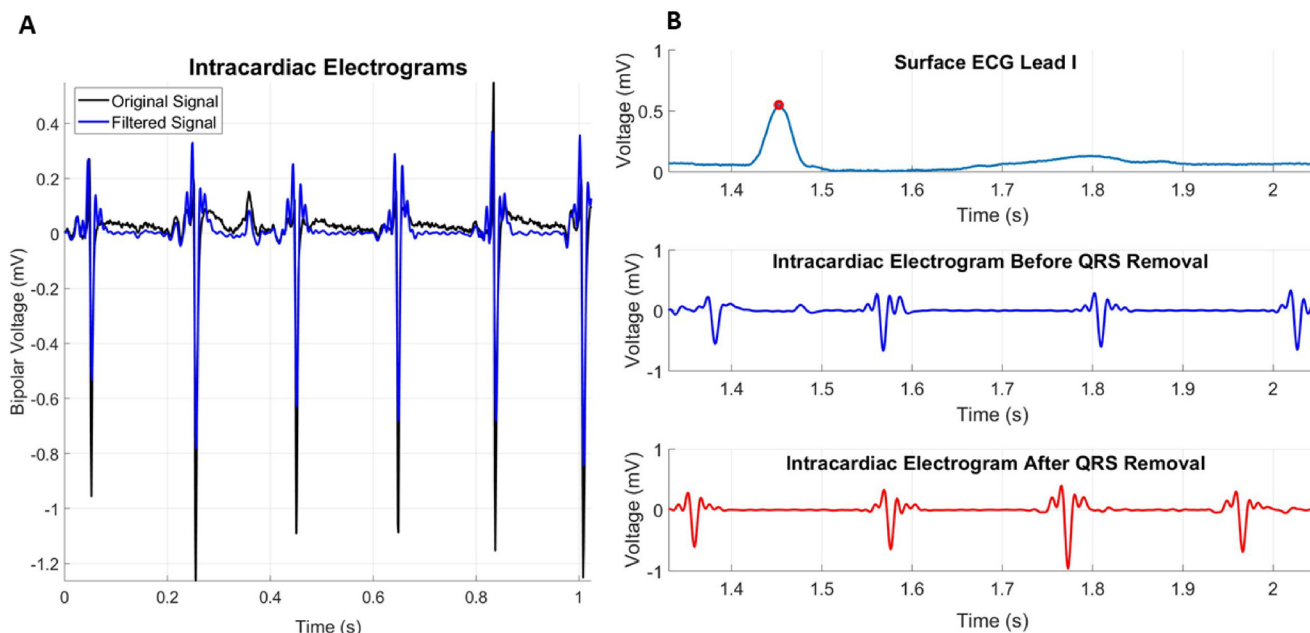 A
Intracardiac Electrograms
Original Signal
Filtered Signal
0.4
0.2
0
-0.2
-0.4
-0.6
-0.8
-1
-1.2
Bipolar Voltage (mV)
0 0.2 0.4 0.6 0.8 1
Time (s)
B
Surface ECG Lead I
1
0.5
0
Voltage (mV)
1.4 1.5 1.6 1.7 1.8 1.9 2
Time (s)
Intracardiac Electrogram Before QRS Removal
1
0
-1
Voltage (mV)
1.4 1.5 1.6 1.7 1.8 1.9 2
Time (s)
Intracardiac Electrogram After QRS Removal
1
0
-1
Voltage (mV)
1.4 1.5 1.6 1.7 1.8 1.9 2
Time (s)